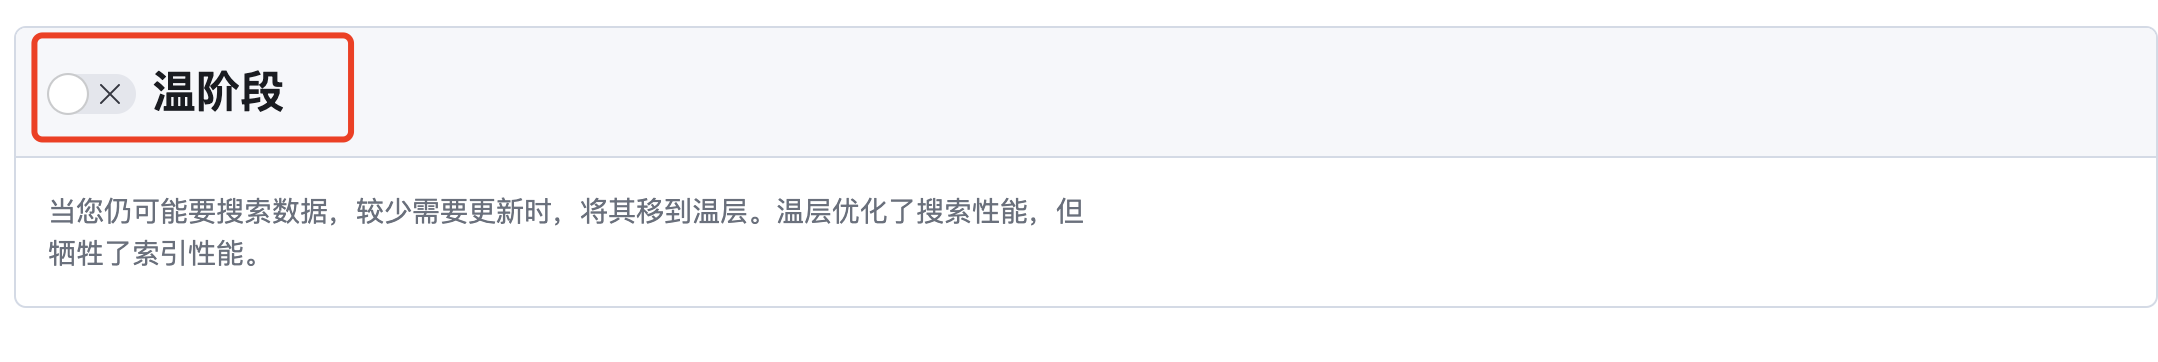 温阶段
当您仍可能要搜索数据，较少需要更新时，将其移到温层。温层优化了搜索性能，但
牺牲了索引性能。